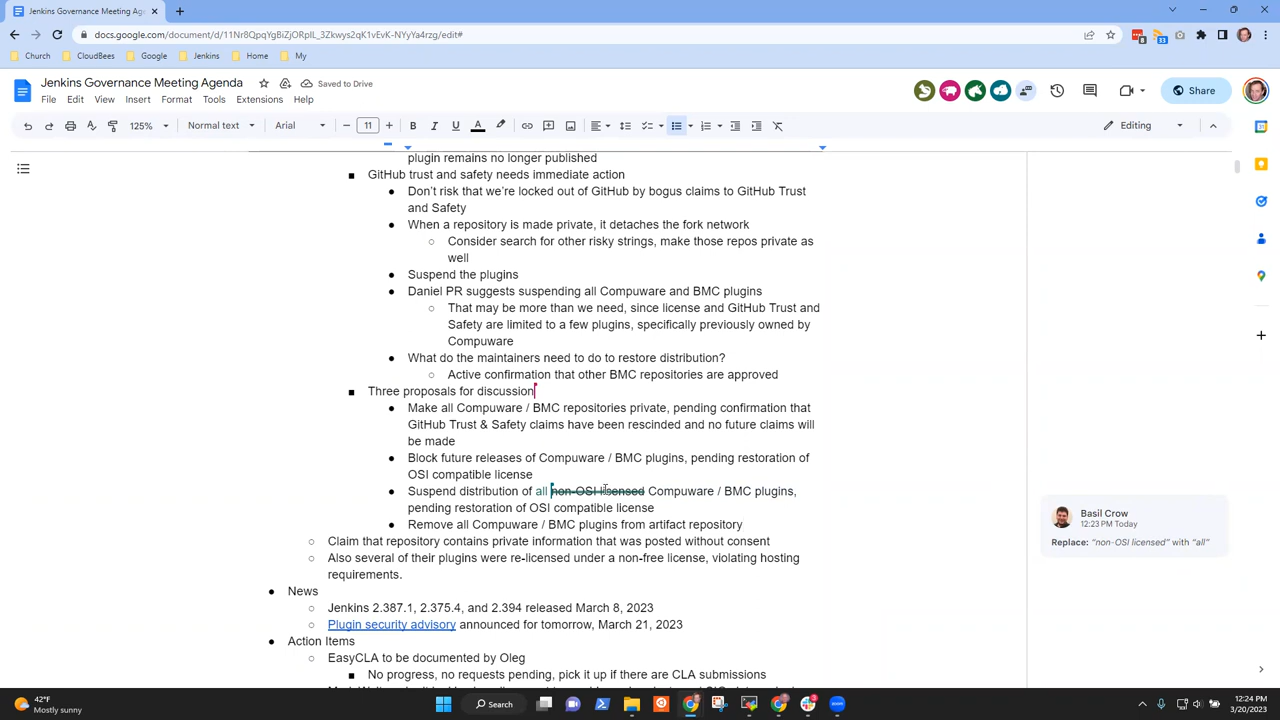 Jenkins Governance Meeting Agenda
docs.google.com/document/d/11Nr8QpqYgBiZjORpIL_3Zkwys2qK1vEvK-NYyYa4rzg/edit#
Church
CloudBees
Google
Jenkins
Home
My
Jenkins Governance Meeting Agenda
Saved to Drive
File Edit View Insert Format Tools Extensions Help
Share
125%
Normal text
Arial
11
Editing
plugin remains no longer published
GitHub trust and safety needs immediate action
Don't risk that we're locked out of GitHub by bogus claims to GitHub Trust
and Safety
When a repository is made private, it detaches the fork network
Consider search for other risky strings, make those repos private as
well
Suspend the plugins
Daniel PR suggests suspending all Compuware and BMC plugins
That may be more than we need, since license and GitHub Trust and
Safety are limited to a few plugins, specifically previously owned by
Compuware
What do the maintainers need to do to restore distribution?
Active confirmation that other BMC repositories are approved
Three proposals for discussion
Make all Compuware / BMC repositories private, pending confirmation that
GitHub Trust & Safety claims have been rescinded and no future claims will
be made
Block future releases of Compuware / BMC plugins, pending restoration of
OSI compatible license
Suspend distribution of all non-OSI licensed Compuware / BMC plugins,
pending restoration of OSI compatible license
Remove all Compuware / BMC plugins from artifact repository
Claim that repository contains private information that was posted without consent
Also several of their plugins were re-licensed under a non-free license, violating hosting
requirements.
News
Jenkins 2.387.1, 2.375.4, and 2.394 released March 8, 2023
Plugin security advisory announced for tomorrow, March 21, 2023
Action Items
EasyCLA to be documented by Oleg
No progress, no requests pending, pick it up if there are CLA submissions
Basil Crow
12:23 PM Today
Replace: "non-OSI licensed" with "all"
42°F
Mostly sunny
Search
12:24 PM
3/20/2023